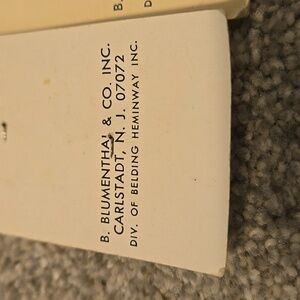 B. BLUMENTHAL & CO. INC.
CARLSTADT, N. J. 07072
DIV. OF BELDING HEMINWAY INC.
B.
D